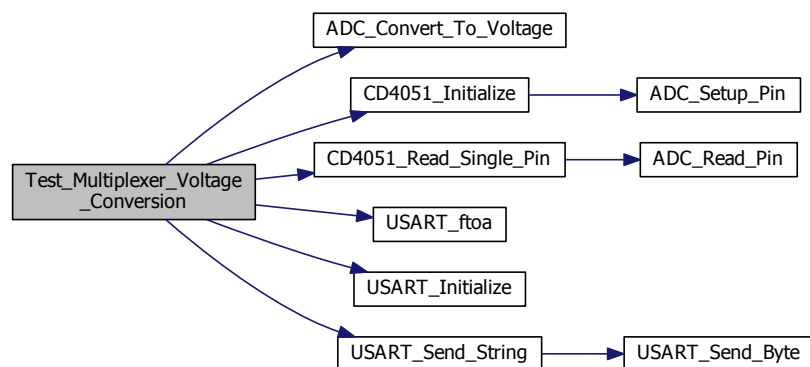 ADC_Convert_To_Voltage
CD4051_Initialize
ADC_Setup_Pin
Test_Multiplexer_Voltage
_Conversion
CD4051_Read_Single_Pin
ADC_Read_Pin
USART_ftoa
USART_Initialize
USART_Send_String
USART_Send_Byte